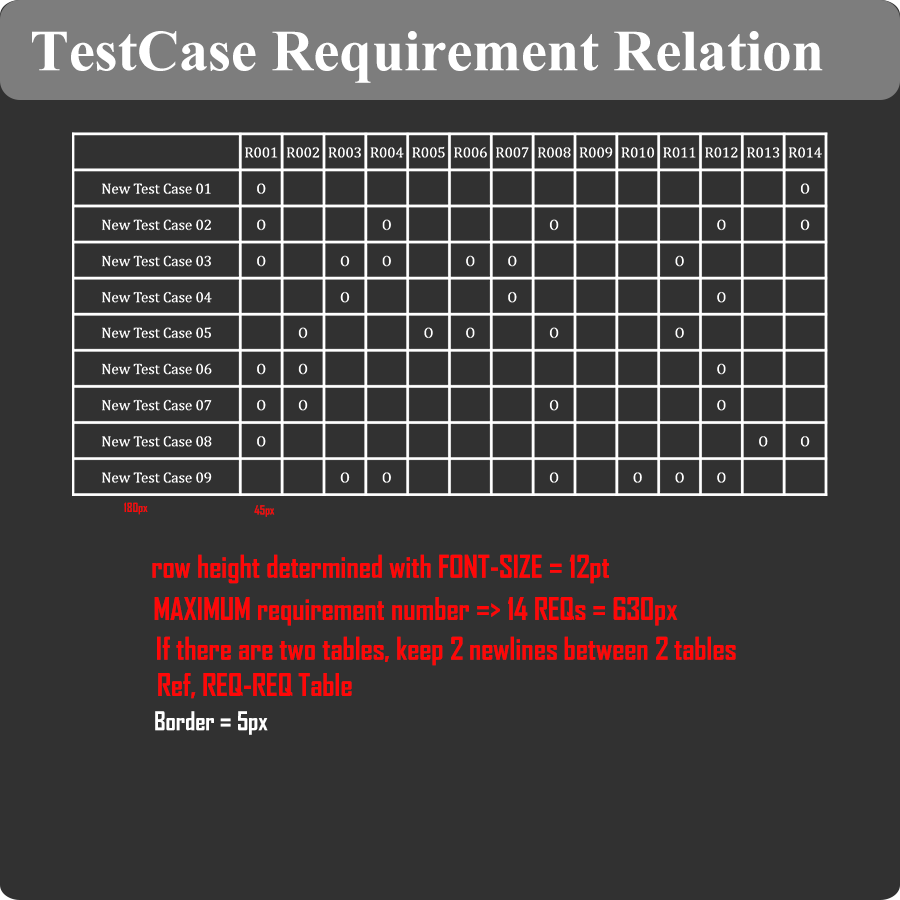 TestCase Requirement Relation
R001 R002 R003 R004 R005 R006 R007 R008 R009 R010 R011 R012 R013 R014
New Test Case 01 O O
New Test Case 02 O O O O O
New Test Case 03 O O O O O O
New Test Case 04 O O O
New Test Case 05 O O O O O
New Test Case 06 O O O
New Test Case 07 O O O O
New Test Case 08 O O O
New Test Case 09 O O O O O O
180px 45px
row height determined with FONT-SIZE = 12pt
MAXIMUM requirement number => 14 REQs = 630px
If there are two tables, keep 2 newlines between 2 tables
Ref, REQ-REQ Table
Border = 5px